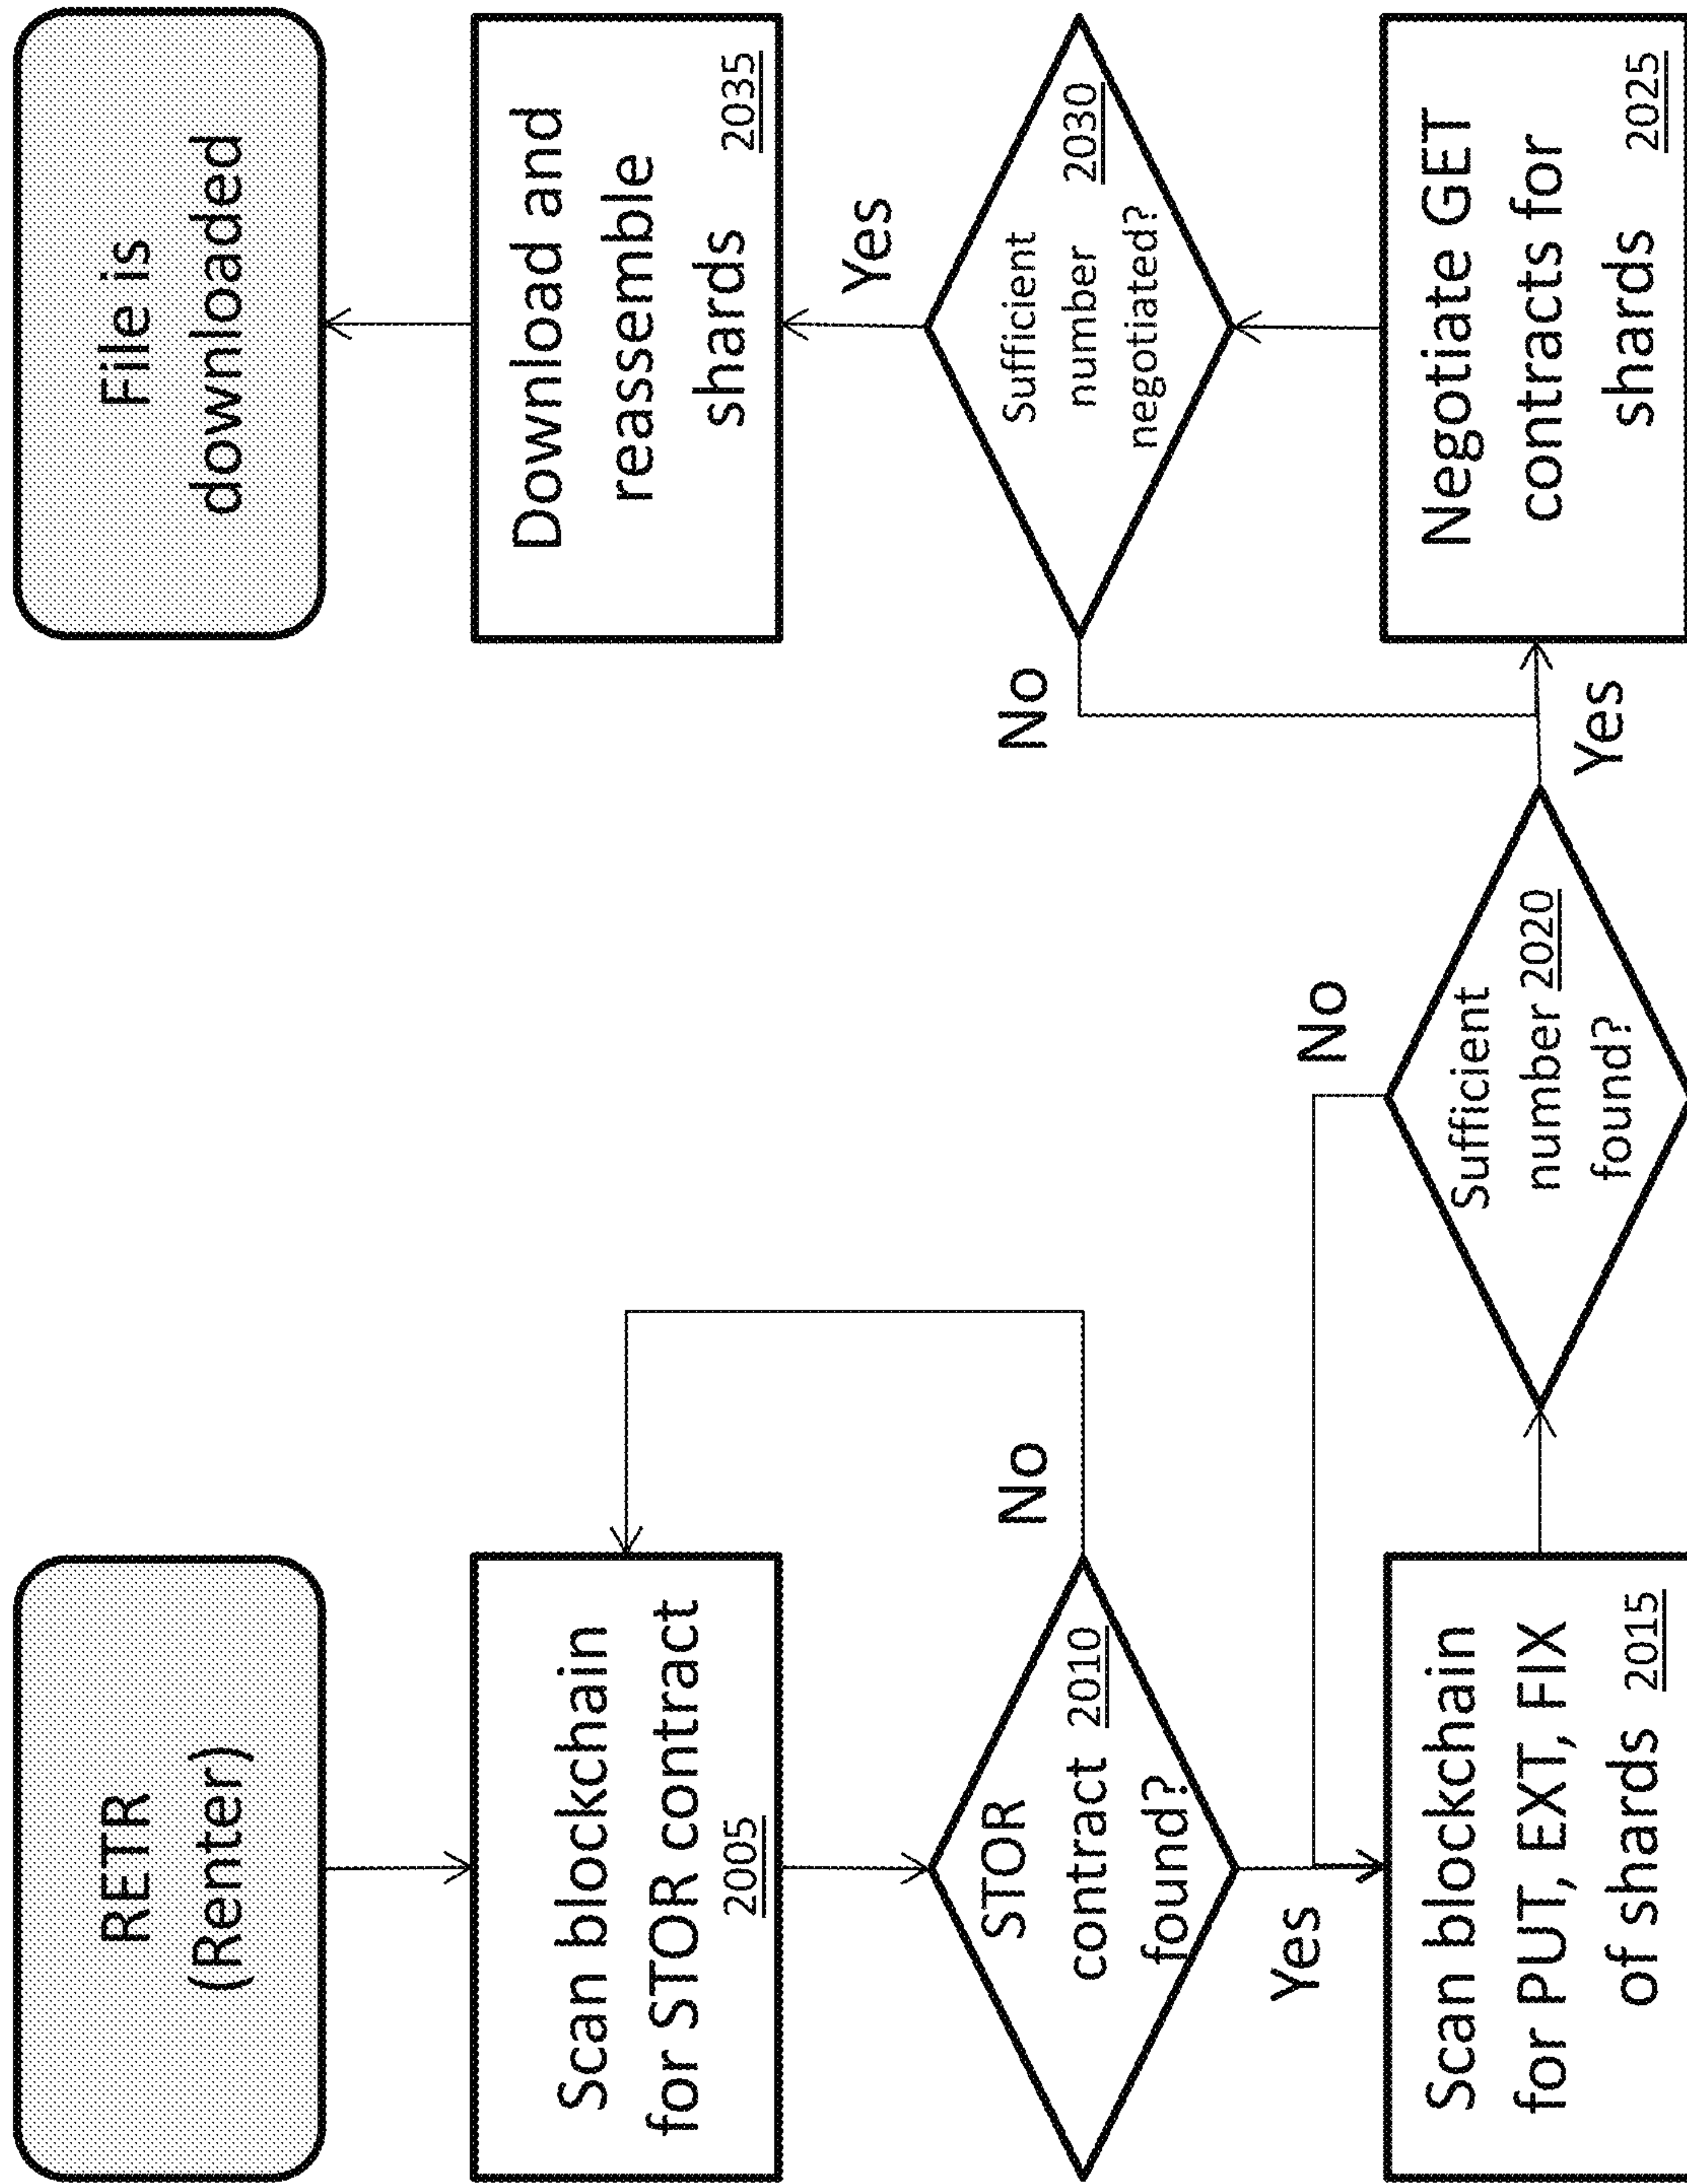 RETR
(Renter)
Scan blockchain
for STOR contract
2005
STOR
contract 2010
found?
No
Yes
Scan blockchain
for PUT, EXT, FIX
of shards 2015
Sufficient
number 2020
found?
No
Yes
Negotiate GET
contracts for
shards 2025
Sufficient
number 2030
negotiated?
No
Yes
Download and
reassemble
shards 2035
File is
downloaded